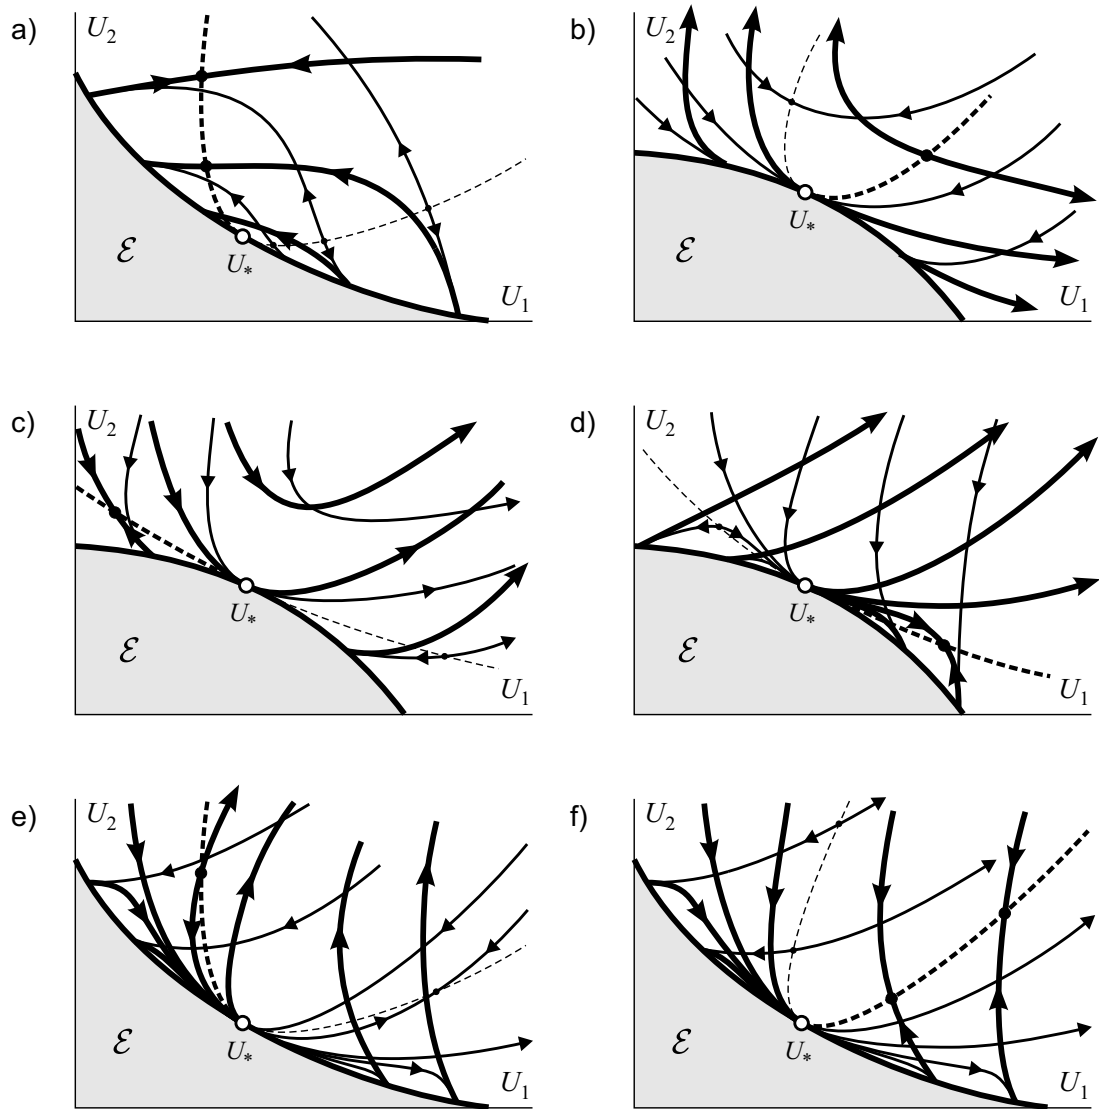 a) U₂ b) U₂
ℰ U* U₁ ℰ U* U₁
c) U₂ d) U₂
ℰ U* U₁ ℰ U* U₁
e) U₂ f) U₂
ℰ U* U₁ ℰ U* U₁